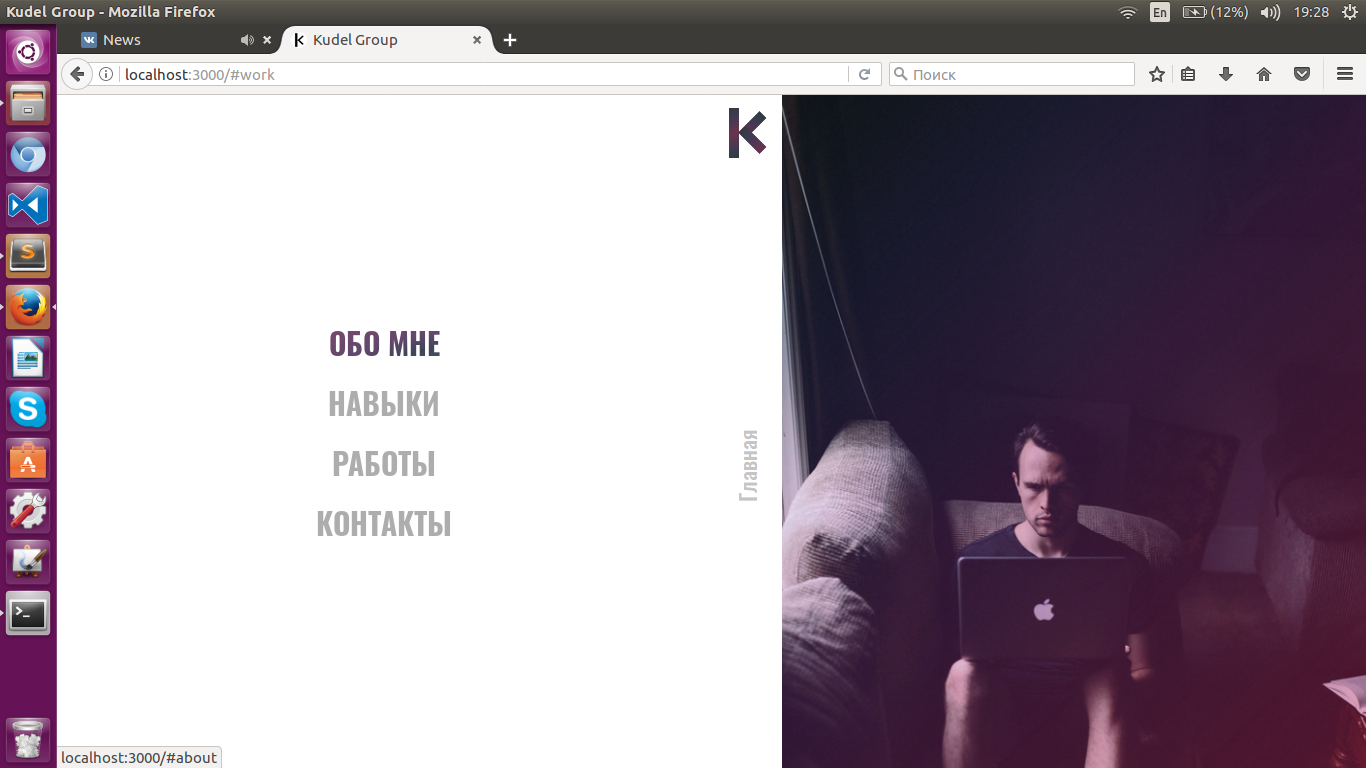 Kudel Group - Mozilla Firefox
En
(12%)
19:28
News
Kudel Group
localhost:3000/#work
Поиск
ОБО МНЕ
НАВЫКИ
РАБОТЫ
КОНТАКТЫ
Главная
localhost:3000/#about